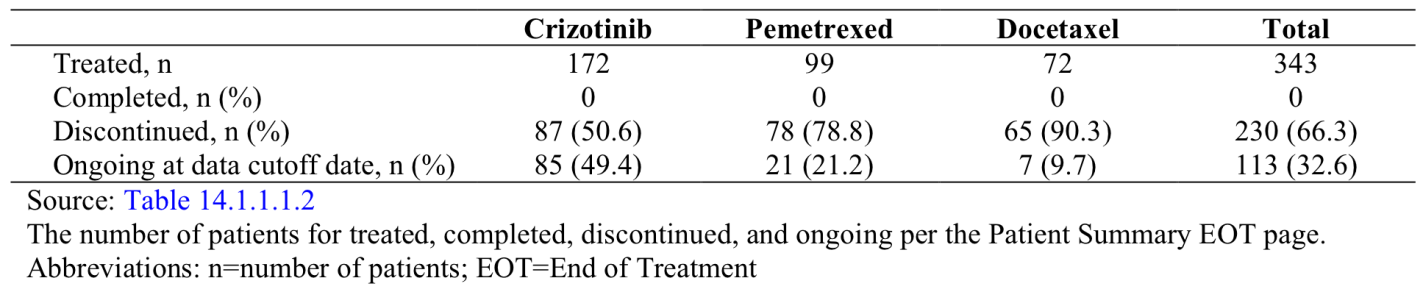 Crizotinib Pemetrexed Docetaxel Total
Treated, n 172 99 72 343
Completed, n (%) 0 0 0 0
Discontinued, n (%) 87 (50.6) 78 (78.8) 65 (90.3) 230 (66.3)
Ongoing at data cutoff date, n (%) 85 (49.4) 21 (21.2) 7 (9.7) 113 (32.6)
Source: Table 14.1.1.1.2
The number of patients for treated, completed, discontinued, and ongoing per the Patient Summary EOT page.
Abbreviations: n=number of patients; EOT=End of Treatment